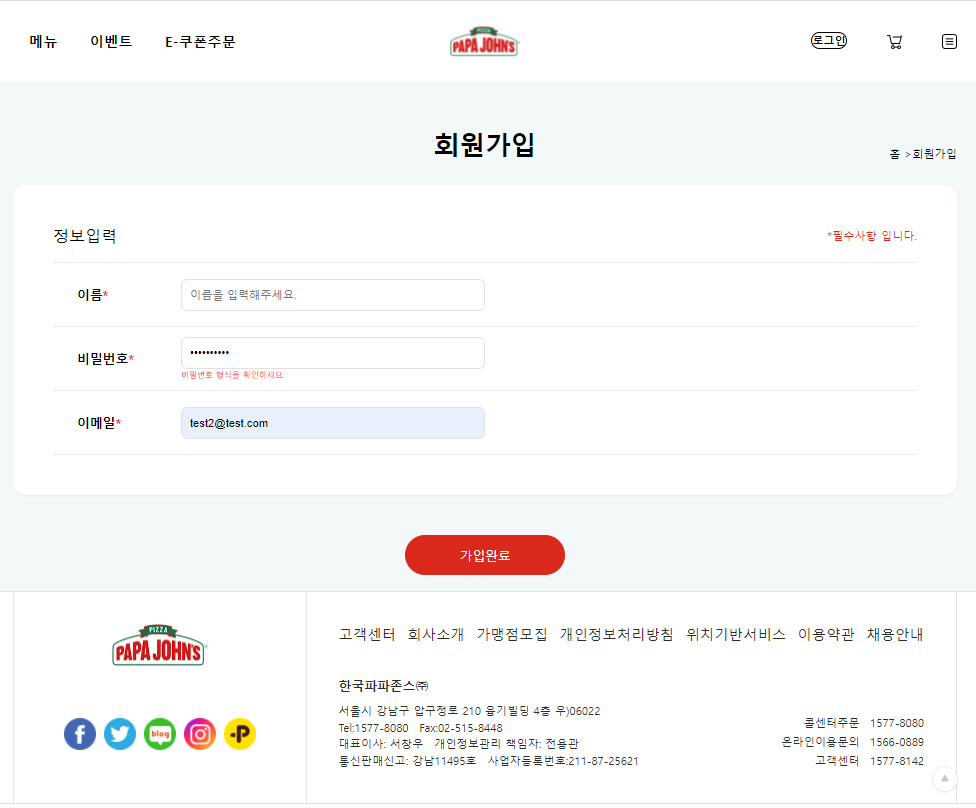 메뉴 이벤트 E-쿠폰주문
PIZZA
PAPA JOHN'S
로그인
회원가입
홈 >회원가입
정보입력
*필수사항 입니다.
이름*
이름을 입력해주세요.
비밀번호*
••••••••••
비밀번호 형식을 확인하세요.
이메일*
test2@test.com
가입완료
PIZZA
PAPA JOHN'S
blog
P
고객센터 회사소개 가맹점모집 개인정보처리방침 위치기반서비스 이용약관 채용안내
한국파파존스㈜
서울시 강남구 압구정로 210 융기빌딩 4층 우)06022
Tel:1577-8080 Fax:02-515-8448
대표이사: 서창우 개인정보관리 책임자: 전용관
통신판매신고: 강남11495호 사업자등록번호:211-87-25621
콜센터주문 1577-8080
온라인이용문의 1566-0889
고객센터 1577-8142